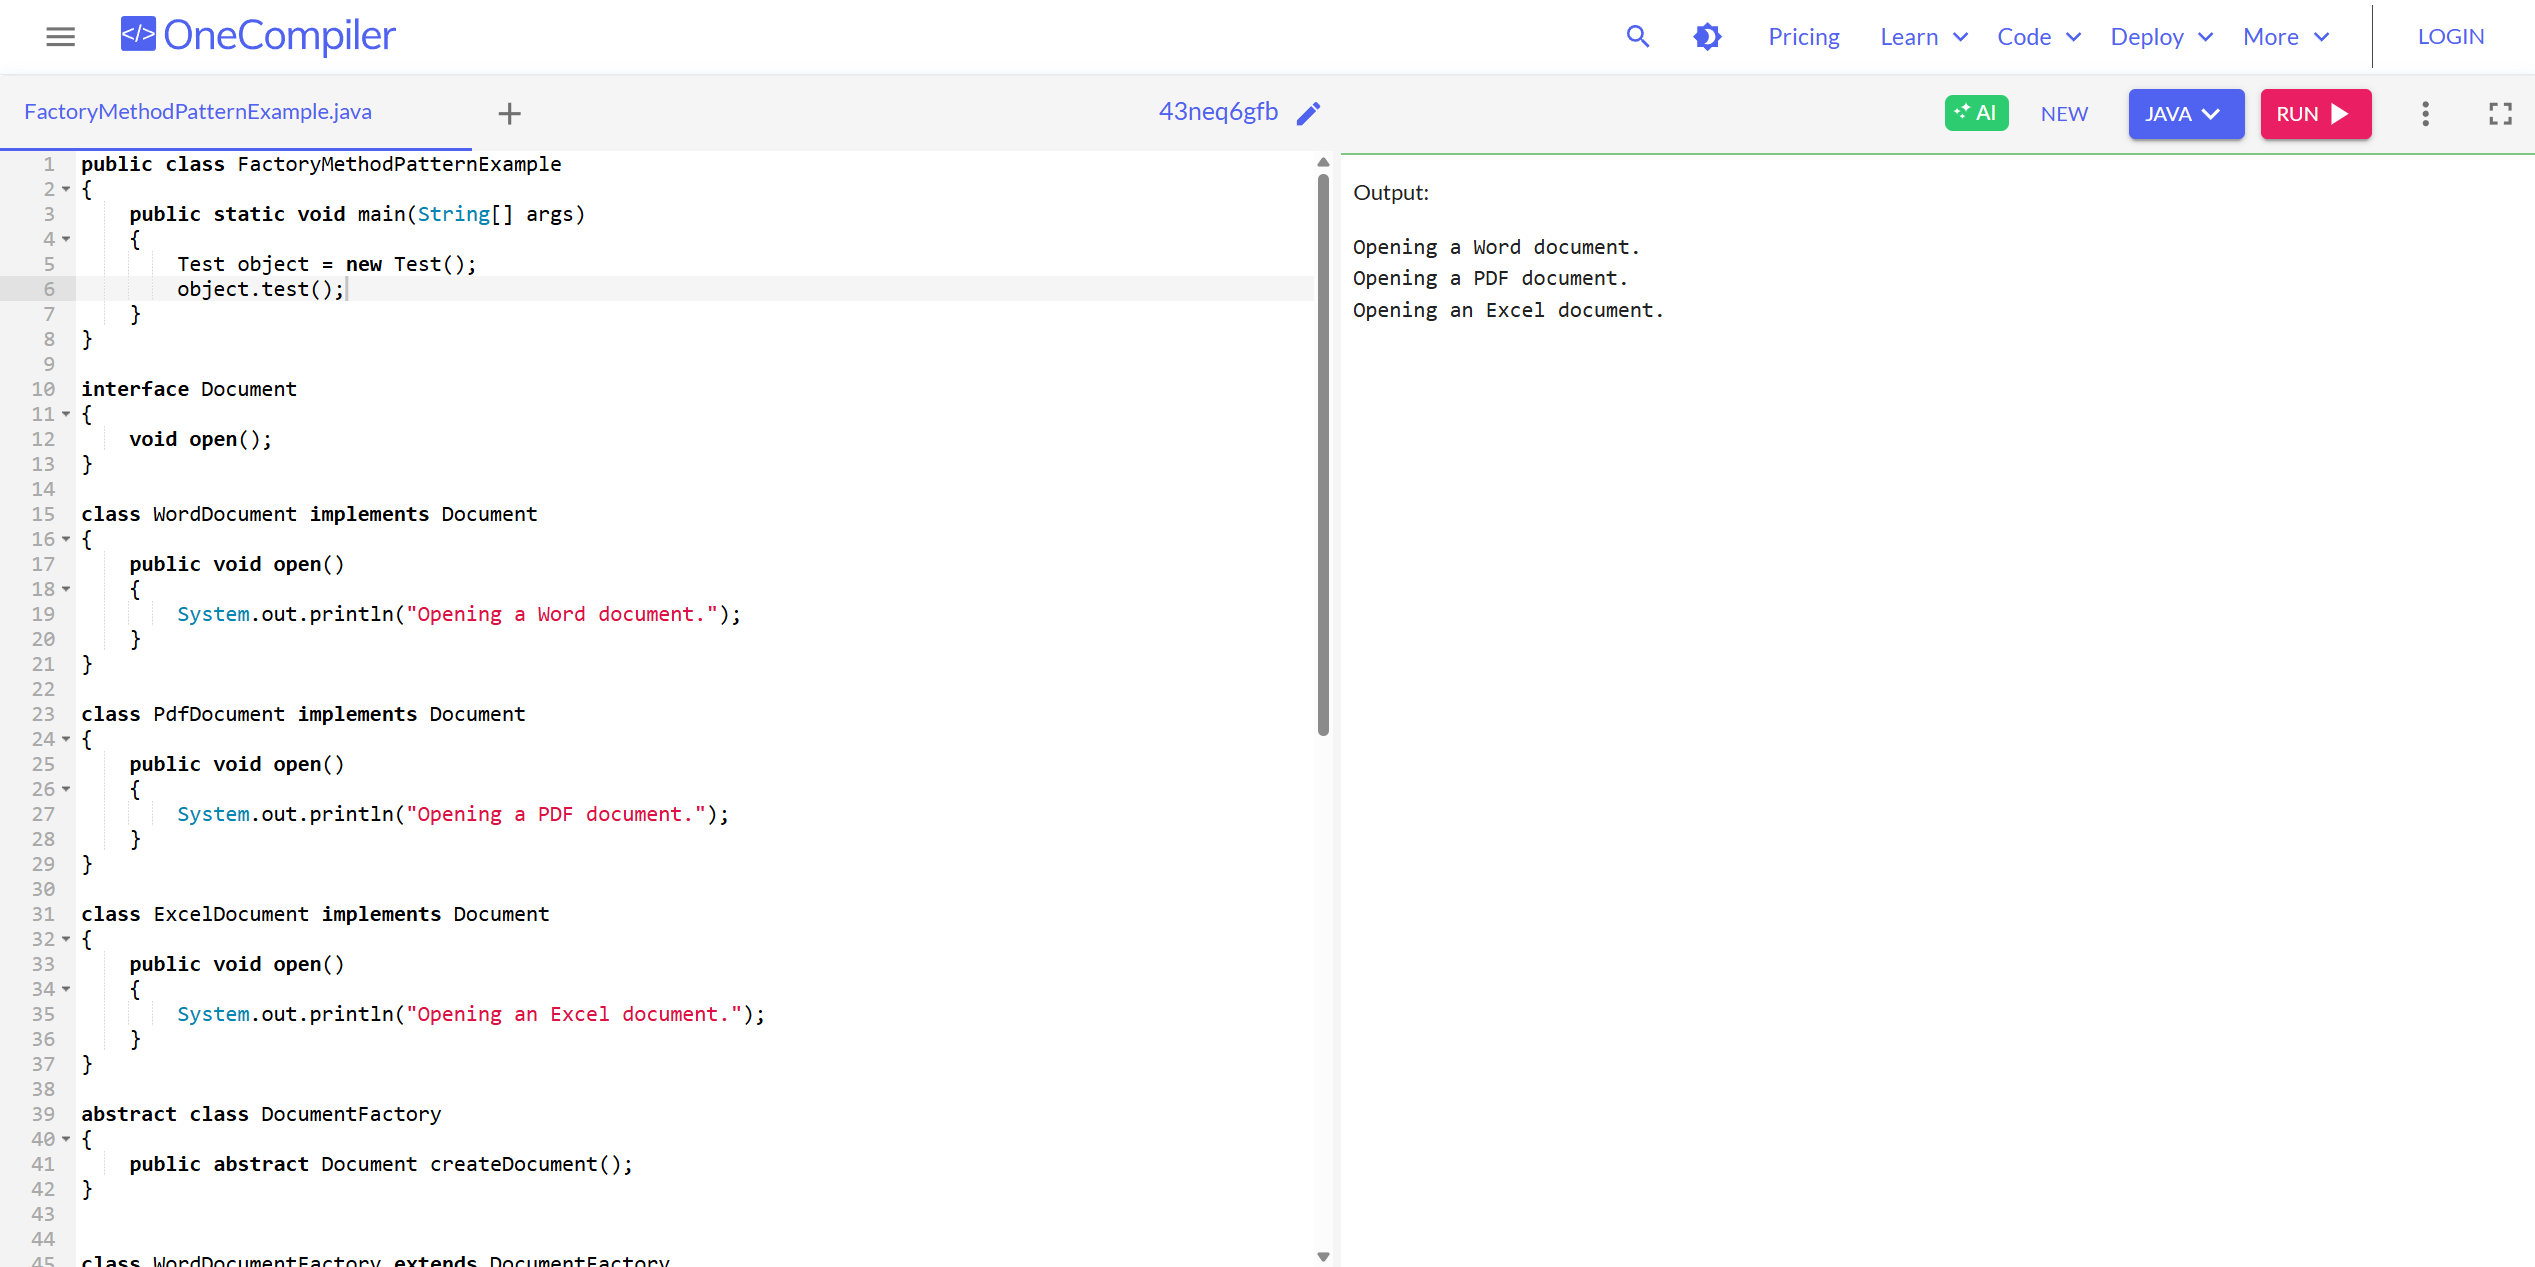 </> OneCompiler
Pricing Learn Code Deploy More LOGIN
FactoryMethodPatternExample.java + 43neq6gfb AI NEW JAVA RUN
1 public class FactoryMethodPatternExample
2 {
3     public static void main(String[] args)
4     {
5         Test object = new Test();
6         object.test();
7     }
8 }
9
10 interface Document
11 {
12     void open();
13 }
14
15 class WordDocument implements Document
16 {
17     public void open()
18     {
19         System.out.println("Opening a Word document.");
20     }
21 }
22
23 class PdfDocument implements Document
24 {
25     public void open()
26     {
27         System.out.println("Opening a PDF document.");
28     }
29 }
30
31 class ExcelDocument implements Document
32 {
33     public void open()
34     {
35         System.out.println("Opening an Excel document.");
36     }
37 }
38
39 abstract class DocumentFactory
40 {
41     public abstract Document createDocument();
42 }
43
44
45 class WordDocumentFactory extends DocumentFactory
Output:
Opening a Word document.
Opening a PDF document.
Opening an Excel document.